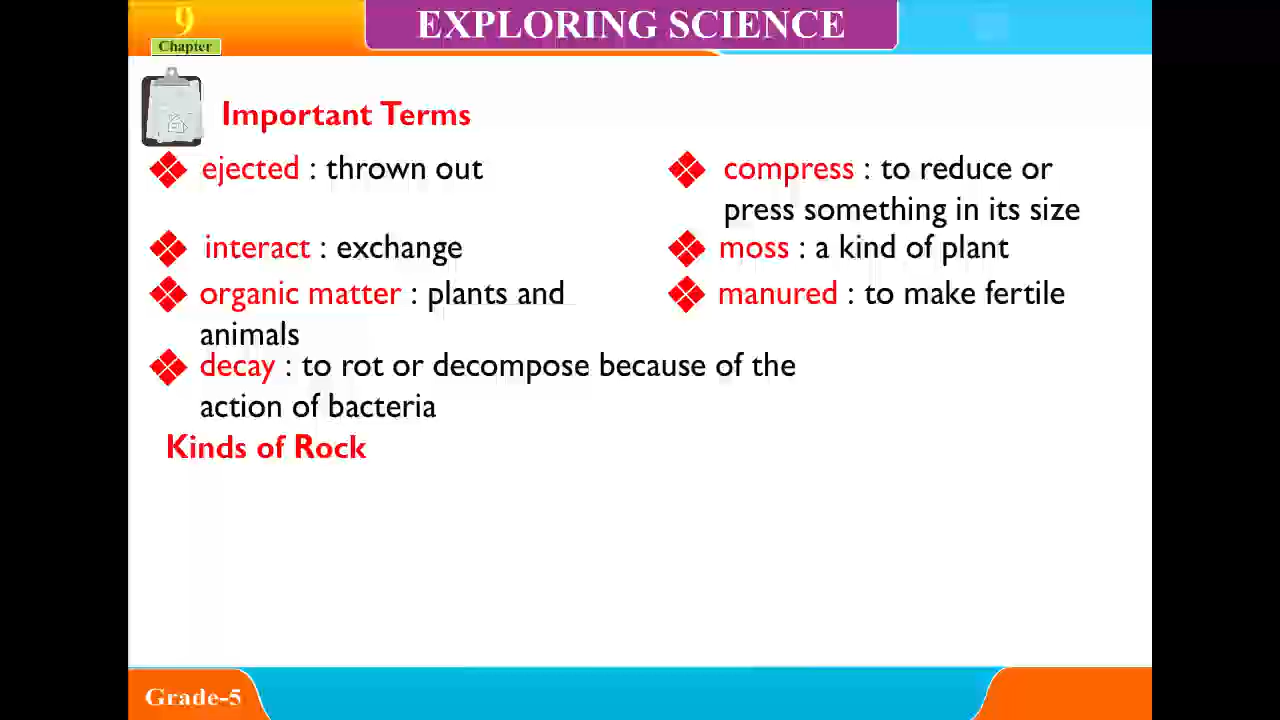 9
Chapter
EXPLORING SCIENCE
Important Terms
ejected : thrown out
compress : to reduce or
press something in its size
interact : exchange
moss : a kind of plant
organic matter : plants and
animals
manured : to make fertile
decay : to rot or decompose because of the
action of bacteria
Kinds of Rock
Grade-5